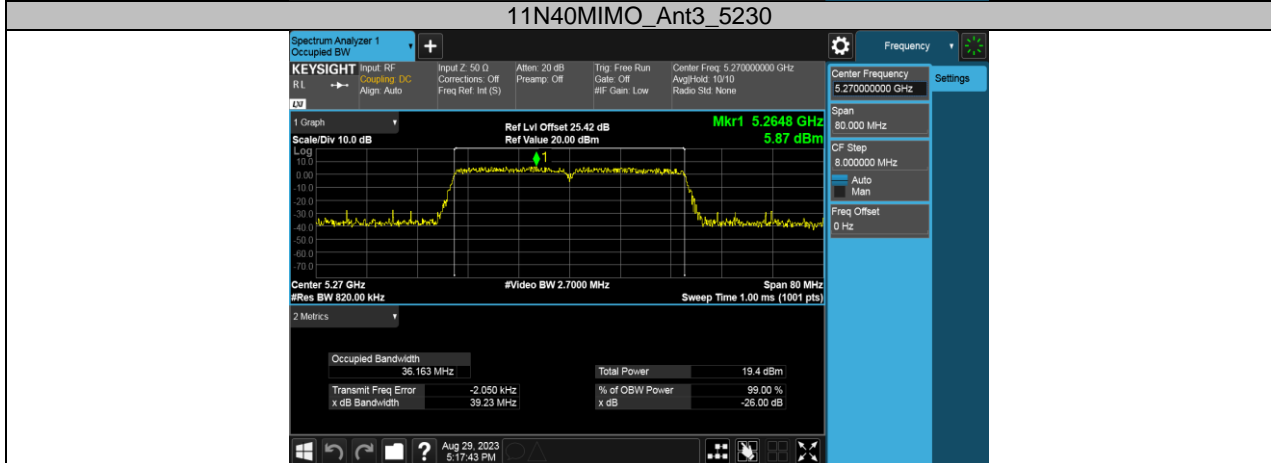 11N40MIMO_Ant3_5230
Spectrum Analyzer 1
Occupied BW
+
Frequency
KEYSIGHT
RL
LXI
Input: RF
Coupling: DC
Align: Auto
Input Z: 50 Ω
Corrections: Off
Freq Ref: Int (S)
Atten: 20 dB
Preamp: Off
Trig: Free Run
Gate: Off
#IF Gain: Low
Center Freq: 5.270000000 GHz
Avg|Hold: 10/10
Radio Std: None
Center Frequency
5.270000000 GHz
Settings
Span
80.000 MHz
CF Step
8.000000 MHz
Auto
Man
Freq Offset
0 Hz
1 Graph
Scale/Div 10.0 dB
Ref Lvl Offset 25.42 dB
Ref Value 20.00 dBm
Mkr1 5.2648 GHz
5.87 dBm
Log
1
10.0
0.00
-10.0
-20.0
-30.0
-40.0
-50.0
-60.0
-70.0
Center 5.27 GHz
#Res BW 820.00 kHz
#Video BW 2.7000 MHz
Span 80 MHz
Sweep Time 1.00 ms (1001 pts)
2 Metrics
Occupied Bandwidth
36.163 MHz
Total Power 19.4 dBm
Transmit Freq Error -2.050 kHz
% of OBW Power 99.00 %
x dB Bandwidth 39.23 MHz
x dB -26.00 dB
?
Aug 29, 2023
5:17:43 PM